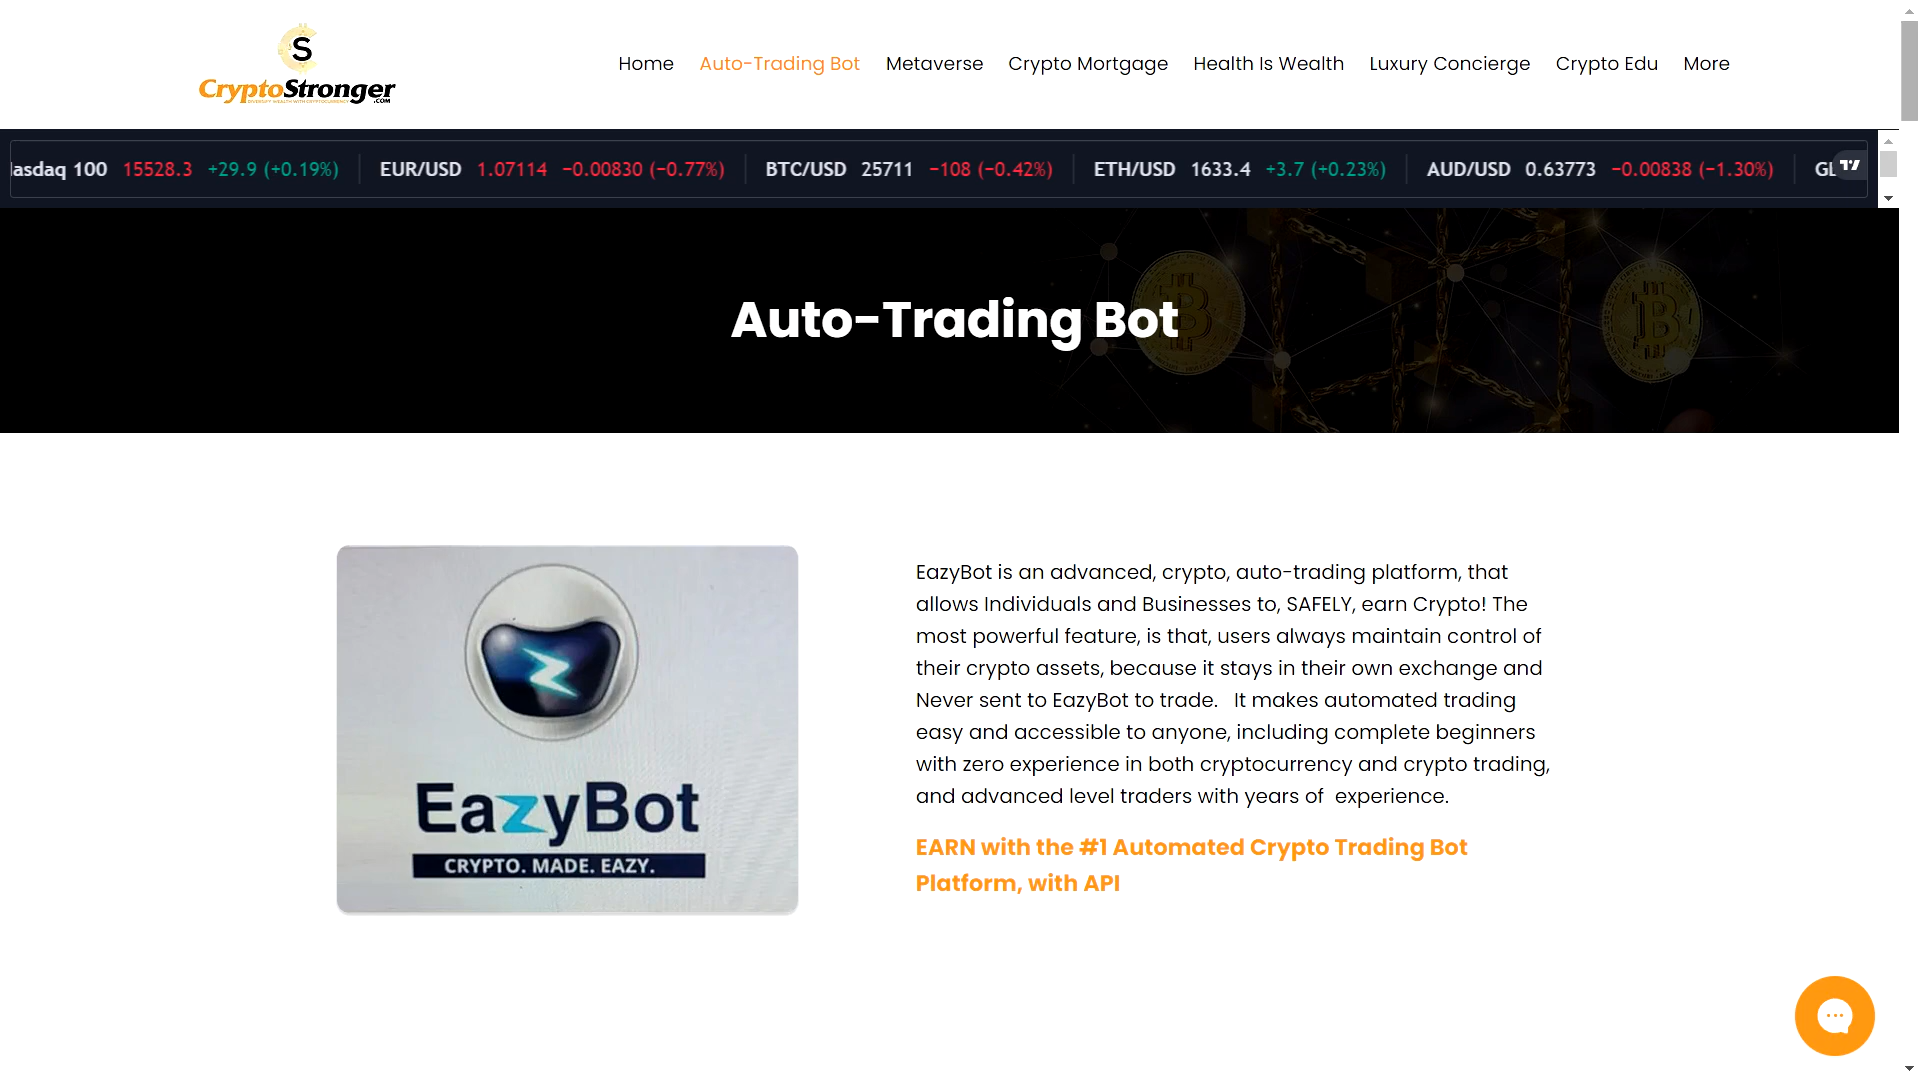 S
CryptoStronger
.COM
DIVERSIFY WEALTH WITH CRYPTOCURRENCY
Home Auto-Trading Bot Metaverse Crypto Mortgage Health Is Wealth Luxury Concierge Crypto Edu More
asdaq 100 15528.3 +29.9 (+0.19%) EUR/USD 1.07114 −0.00830 (−0.77%) BTC/USD 25711 −108 (−0.42%) ETH/USD 1633.4 +3.7 (+0.23%) AUD/USD 0.63773 −0.00838 (−1.30%)
Auto-Trading Bot
EazyBot
CRYPTO. MADE. EAZY.
EazyBot is an advanced, crypto, auto-trading platform, that
allows Individuals and Businesses to, SAFELY, earn Crypto! The
most powerful feature, is that, users always maintain control of
their crypto assets, because it stays in their own exchange and
Never sent to EazyBot to trade. It makes automated trading
easy and accessible to anyone, including complete beginners
with zero experience in both cryptocurrency and crypto trading,
and advanced level traders with years of experience.
EARN with the #1 Automated Crypto Trading Bot
Platform, with API